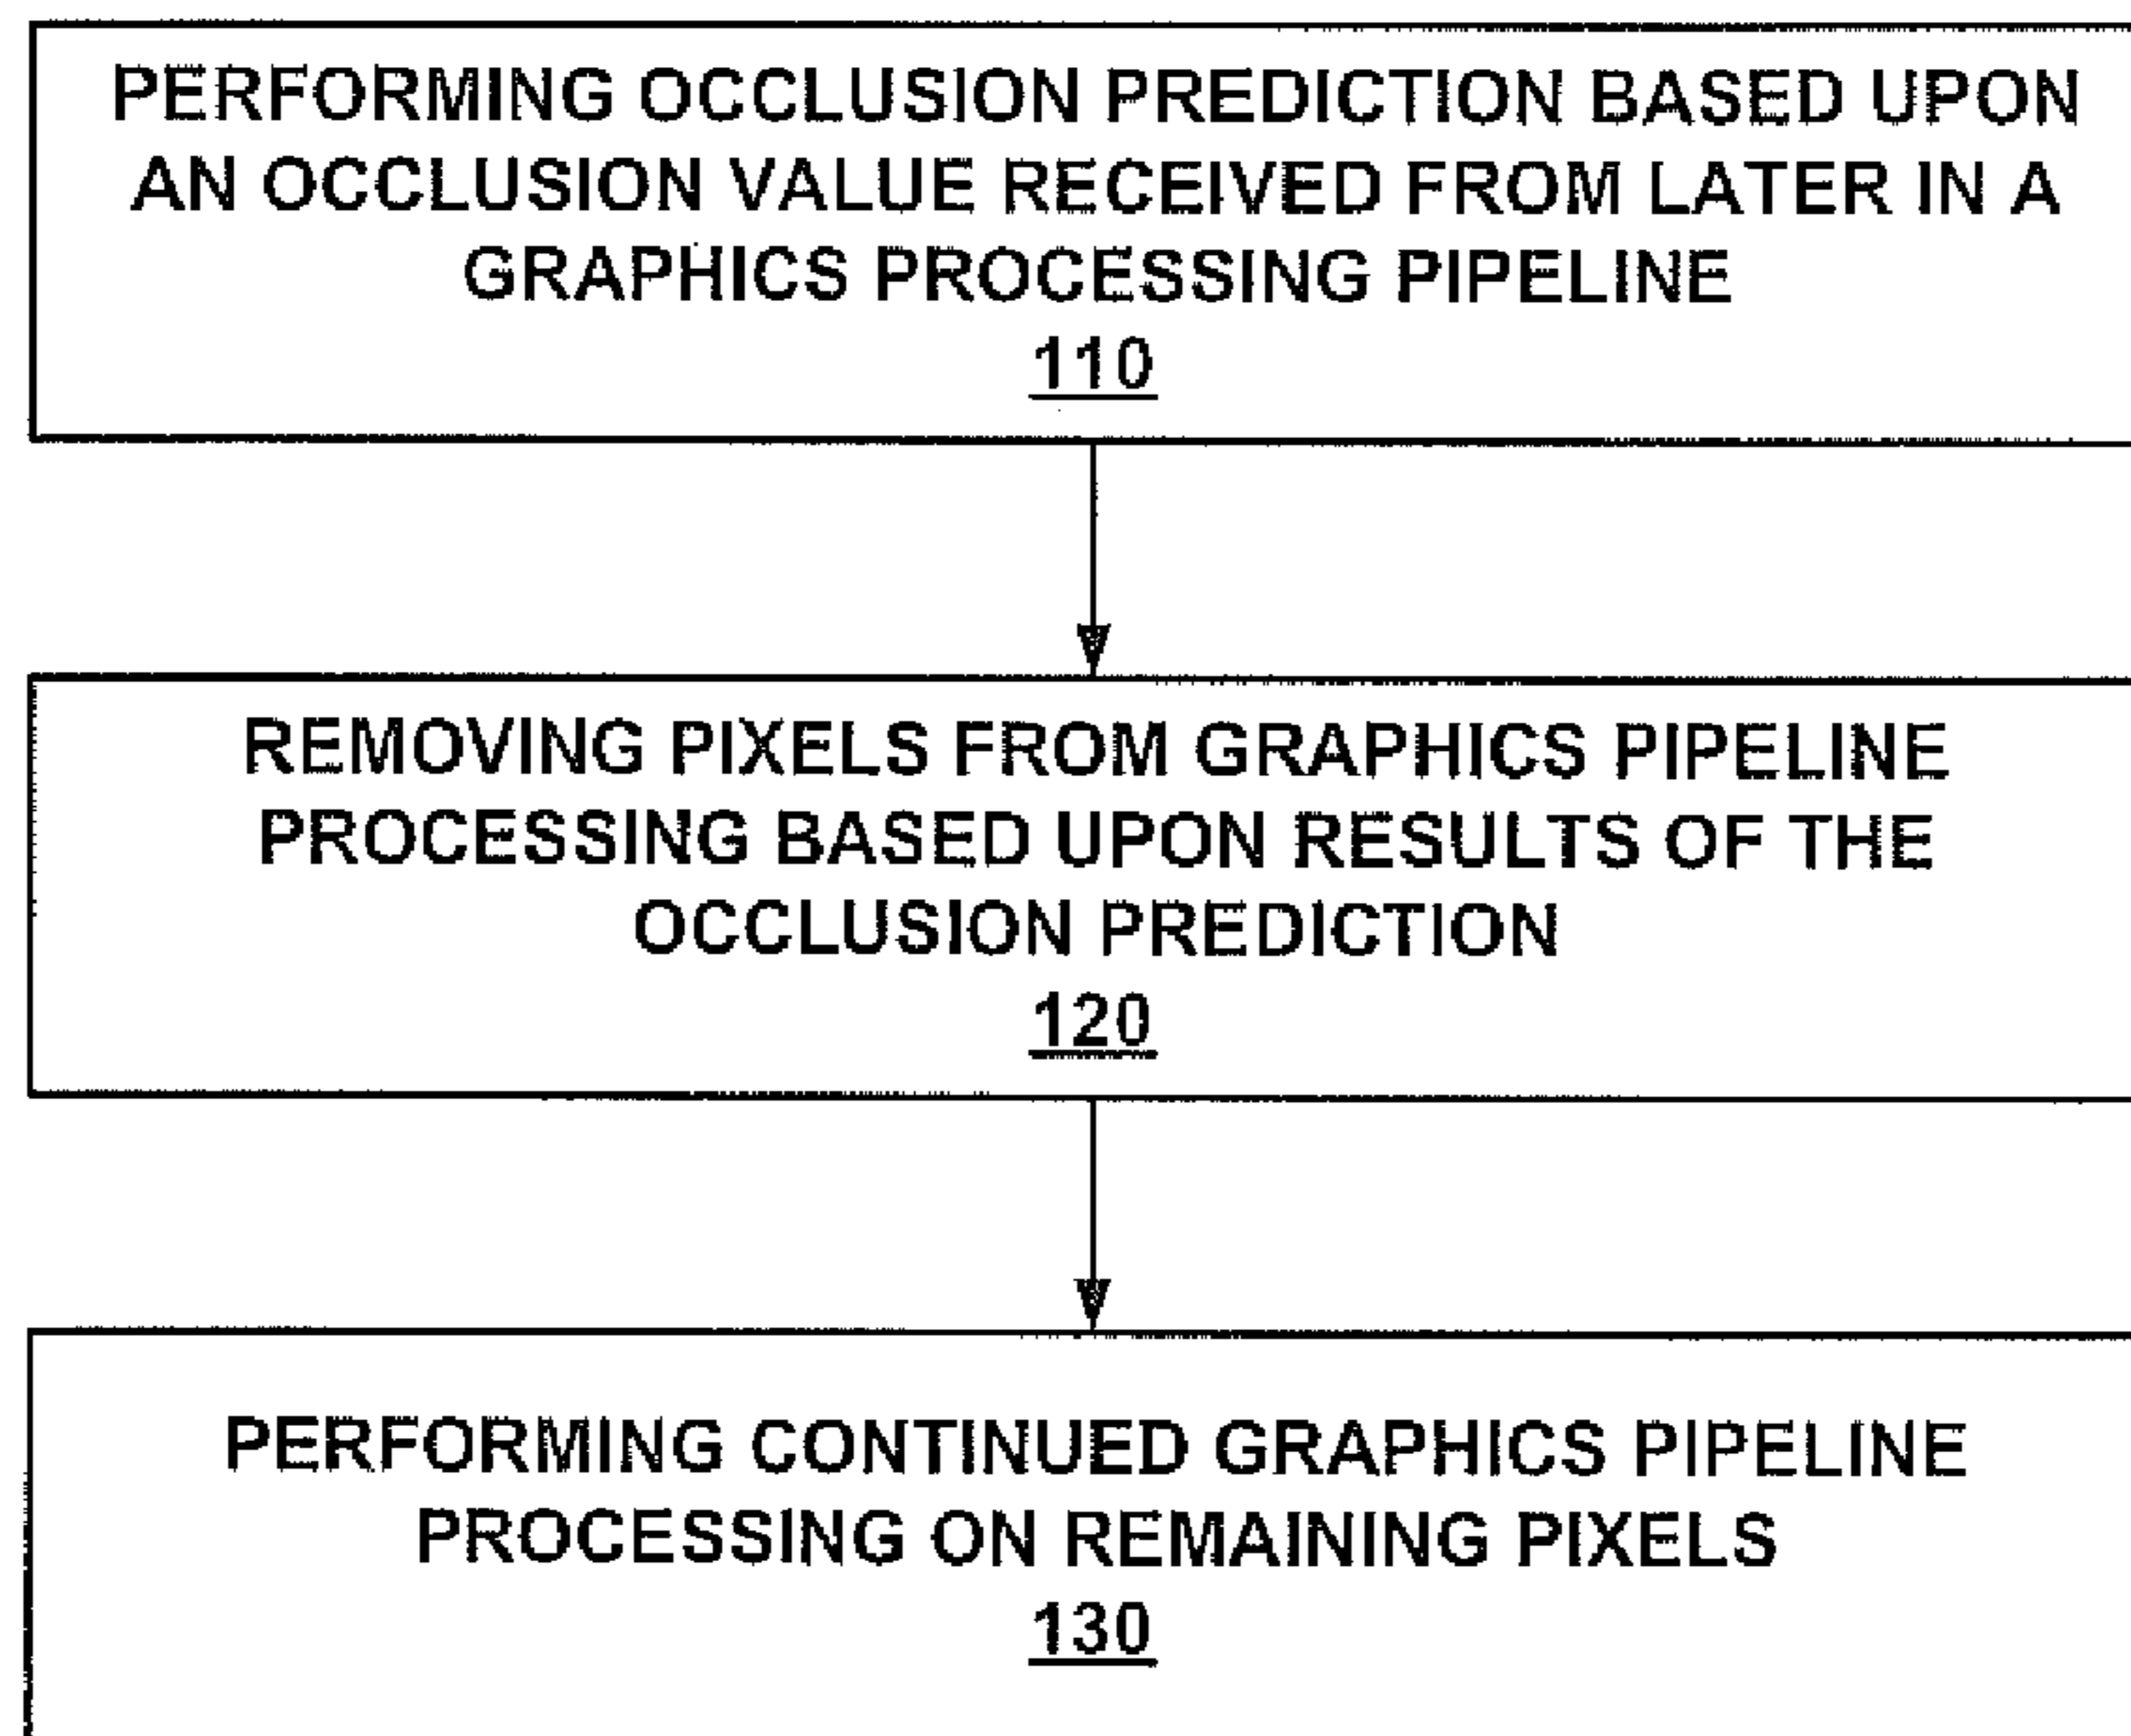 PERFORMING OCCLUSION PREDICTION BASED UPON
AN OCCLUSION VALUE RECEIVED FROM LATER IN A
GRAPHICS PROCESSING PIPELINE
110
REMOVING PIXELS FROM GRAPHICS PIPELINE
PROCESSING BASED UPON RESULTS OF THE
OCCLUSION PREDICTION
120
PERFORMING CONTINUED GRAPHICS PIPELINE
PROCESSING ON REMAINING PIXELS
130